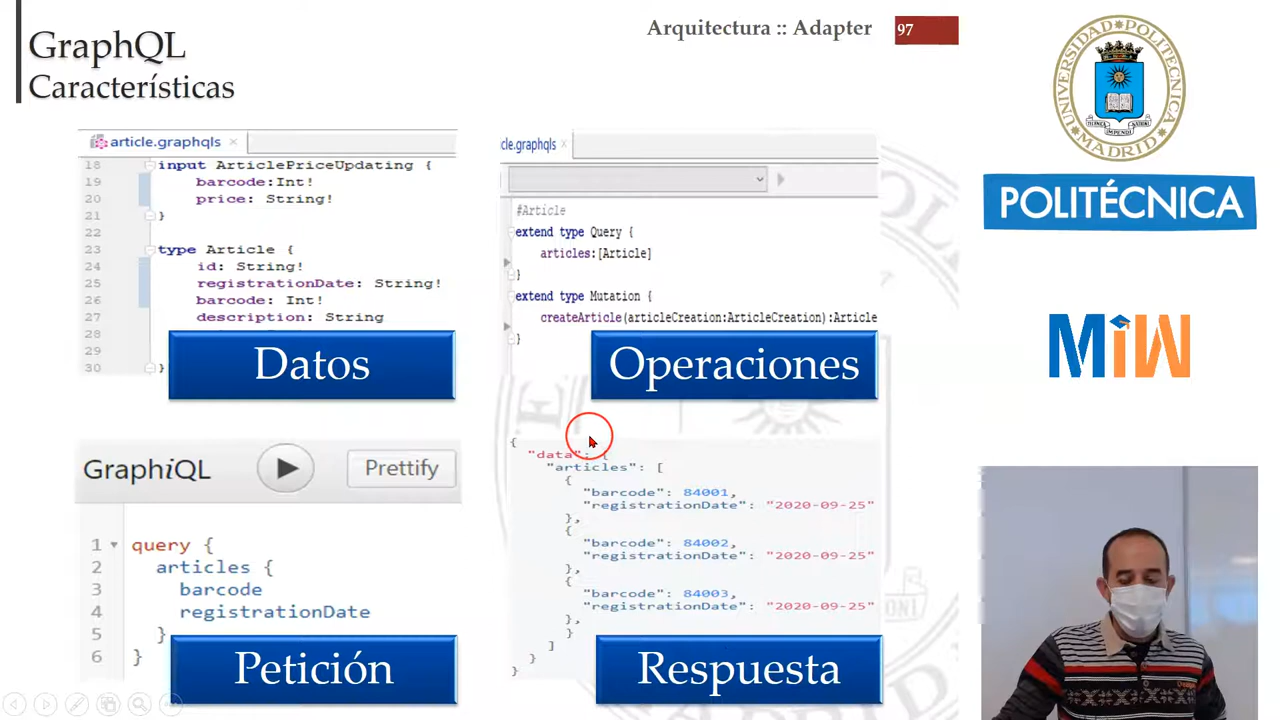 GraphQL
Características
Arquitectura :: Adapter
97
article.graphqls ×
18 input ArticlePriceUpdating {
19 barcode:Int!
20 price: String!
21 }
22
23 type Article {
24 id: String!
25 registrationDate: String!
26 barcode: Int!
27 description: String
28
29
30 }
Datos
cle.graphqls ×
#Article
extend type Query {
articles:[Article]
}
extend type Mutation {
createArticle(articleCreation:ArticleCreation):Article
}
Operaciones
GraphiQL
Prettify
1 query {
2 articles {
3 barcode
4 registrationDate
5 }
6 }
Petición
{
"data": {
"articles": [
{
"barcode": 84001,
"registrationDate": "2020-09-25"
},
{
"barcode": 84002,
"registrationDate": "2020-09-25"
},
{
"barcode": 84003,
"registrationDate": "2020-09-25"
},
}
]
}
}
Respuesta
UNIVERSIDAD POLITÉCNICA
MADRID
POLITÉCNICA
MiW